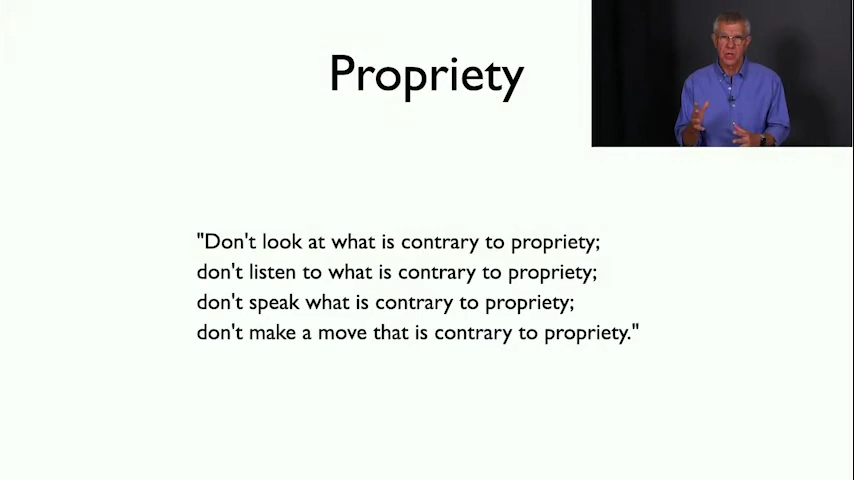 Propriety
"Don't look at what is contrary to propriety;
don't listen to what is contrary to propriety;
don't speak what is contrary to propriety;
don't make a move that is contrary to propriety."